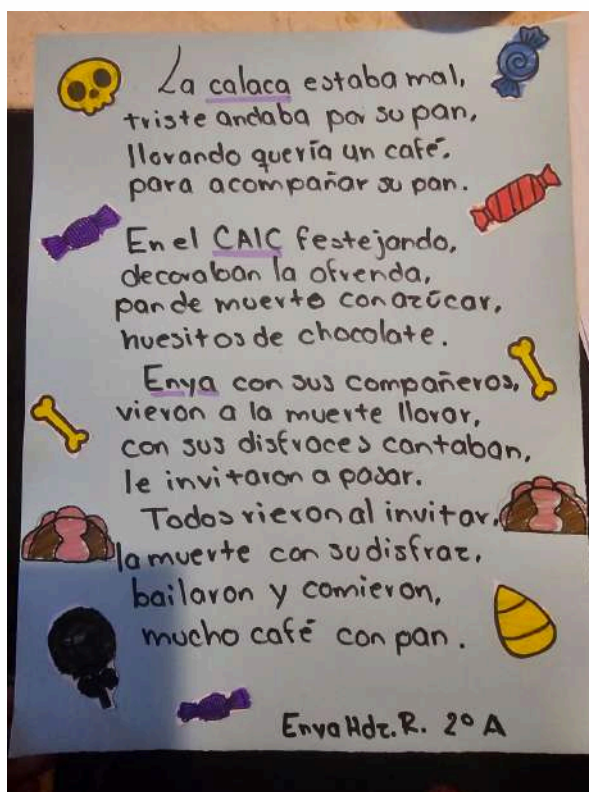 La calaca estaba mal,
triste andaba por su pan,
llorando quería un café.
para acompañar su pan.
En el CAIC festejando,
decoraban la ofrenda,
pan de muerto con azúcar,
huesitos de chocolate.
Enya con sus compañeros,
vieron a la muerte llorar,
con sus disfraces cantaban,
le invitaron a pasar.
Todos rieron al invitar,
la muerte con su disfraz,
bailaron y comieron,
mucho café con pan.
Enya Hdz. R. 2º A